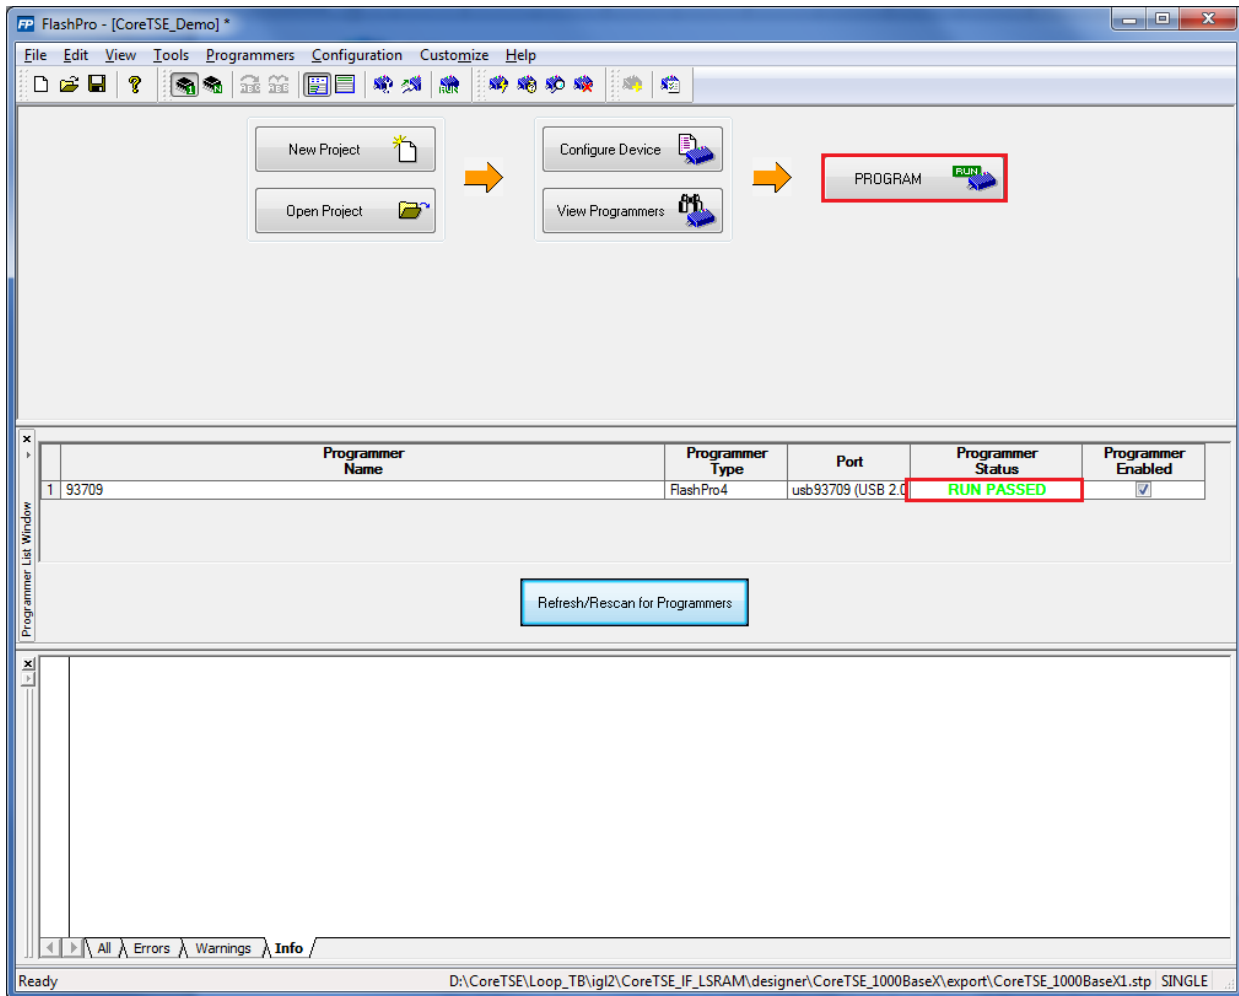 FP FlashPro - [CoreTSE_Demo] *
File Edit View Tools Programmers Configuration Customize Help
New Project
Configure Device
PROGRAM
RUN
Open Project
View Programmers
Programmer Name
Programmer Type
Port
Programmer Status
Programmer Enabled
1 93709 FlashPro4 usb93709 (USB 2.0 RUN PASSED
Programmer List Window
Refresh/Rescan for Programmers
All Errors Warnings Info
Ready D:\CoreTSE\Loop_TB\igl2\CoreTSE_IF_LSRAM\designer\CoreTSE_1000BaseX\export\CoreTSE_1000BaseX1.stp SINGLE